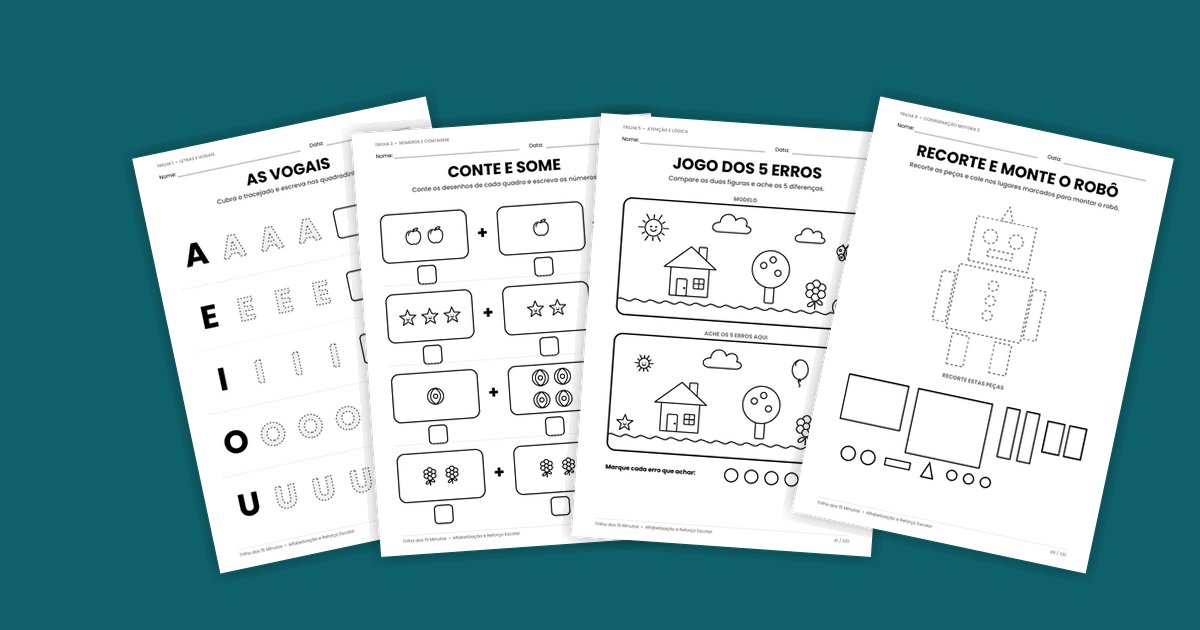 TRILHA 1 • LETRAS E VOGAIS
Nome:
Data:
AS VOGAIS
Cubra o tracejado e escreva nos
A A A A
E E E E
I I I I
O O O O
U U U U
Trilha dos 15 Minutos • Alfabetização e Reforço Escolar
NÚMEROS E CONTAGEM
Nome:
Data:
CONTE E SOME
Conte os desenhos de cada quadro e escreva os números
+
+
+
+
Trilha dos 15 Minutos • Alfabetização e Reforço Escolar
TRILHA 5 • ATENÇÃO E LÓGICA
Nome:
Data:
JOGO DOS 5 ERROS
Compare as duas figuras e ache as 5 diferenças.
MODELO
ACHE OS 5 ERROS AQUI
Marque cada erro que achar:
Trilha dos 15 Minutos • Alfabetização e Reforço Escolar
COORDENAÇÃO MOTORA 2
Nome:
Data:
RECORTE E MONTE O ROBÔ
Recorte as peças e cole nos lugares marcados para montar o robô.
RECORTE ESTAS PEÇAS
Trilha dos 15 Minutos • Alfabetização e Reforço Escolar